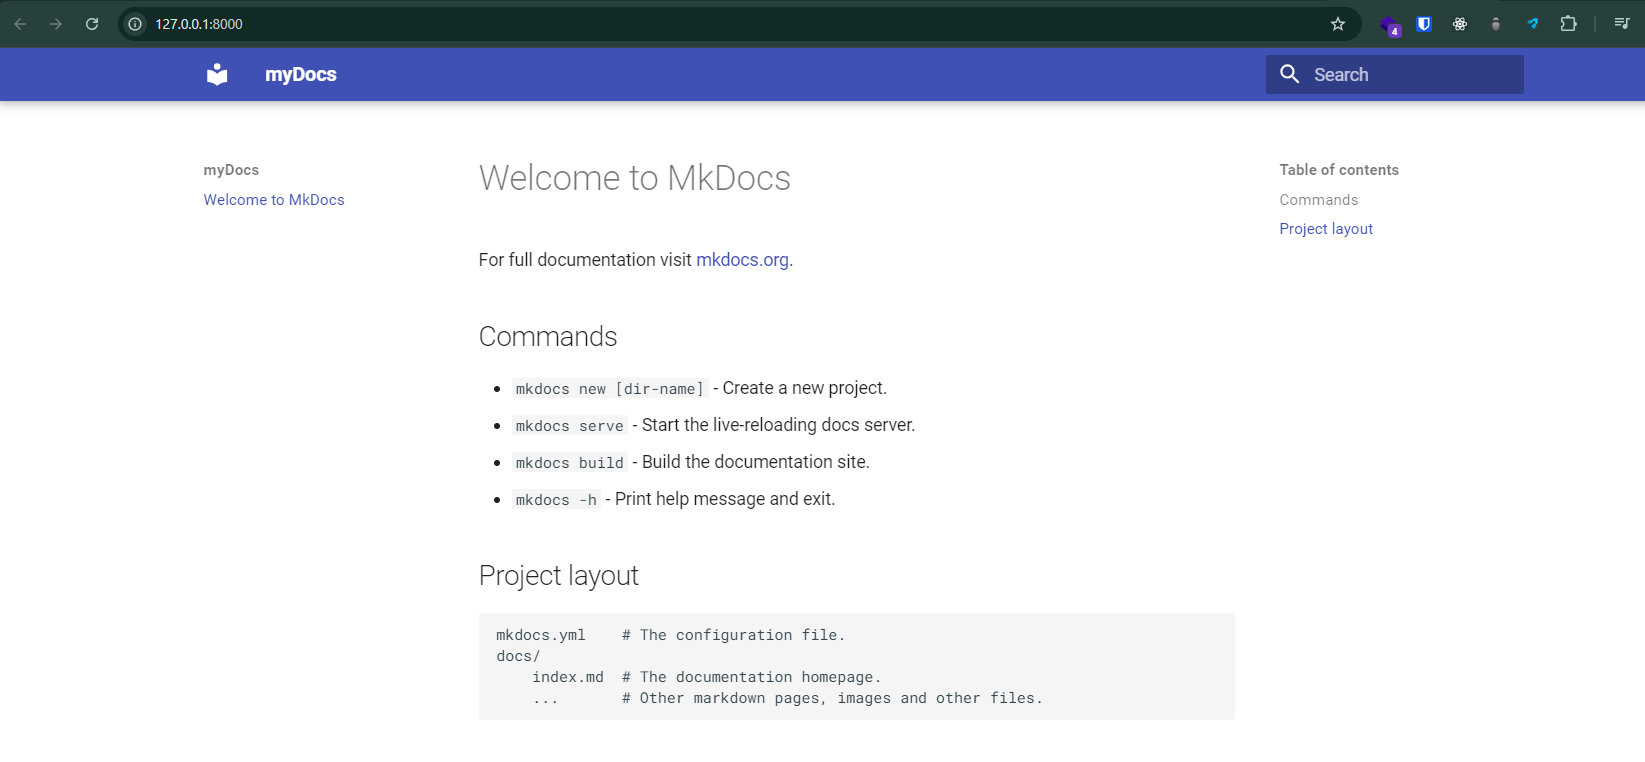 127.0.0.1:8000
4
myDocs
Search
myDocs
Welcome to MkDocs
Welcome to MkDocs
For full documentation visit mkdocs.org.
Commands
mkdocs new [dir-name] - Create a new project.
mkdocs serve - Start the live-reloading docs server.
mkdocs build - Build the documentation site.
mkdocs -h - Print help message and exit.
Project layout
mkdocs.yml    # The configuration file.
docs/
    index.md  # The documentation homepage.
    ...       # Other markdown pages, images and other files.
Table of contents
Commands
Project layout